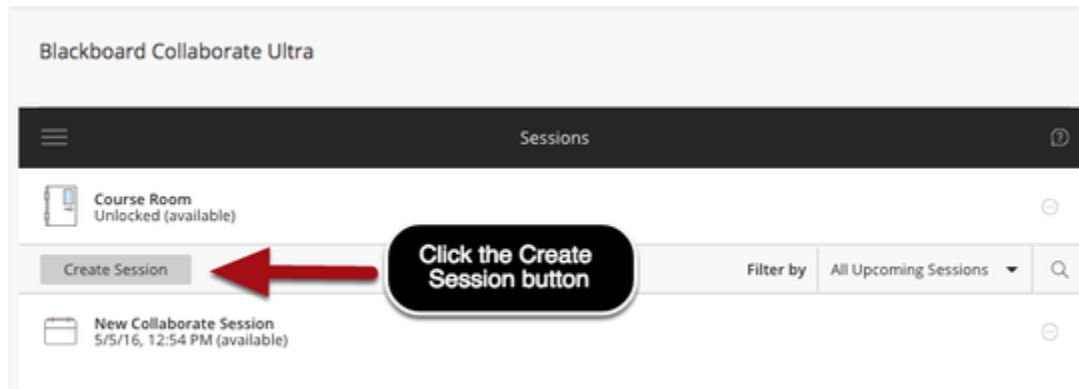 Blackboard Collaborate Ultra
Sessions
Course Room
Unlocked (available)
Create Session
Click the Create
Session button
Filter by
All Upcoming Sessions
New Collaborate Session
5/5/16, 12:54 PM (available)